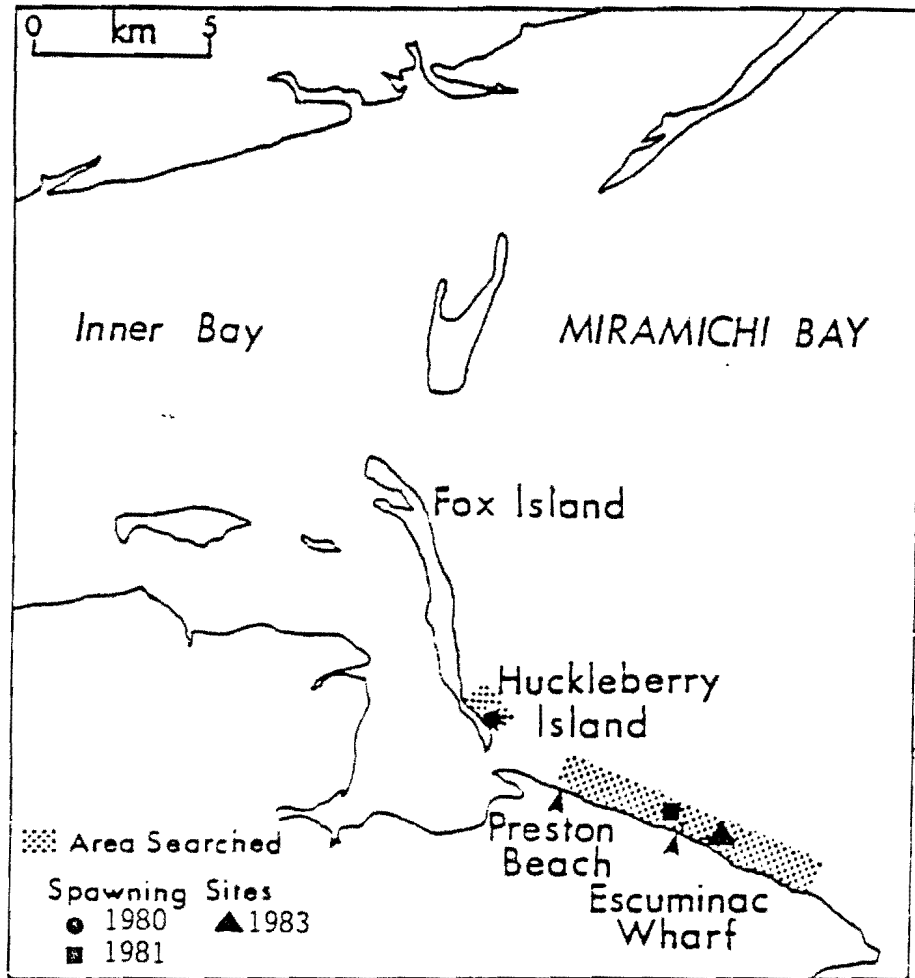 0 km 5
Inner Bay
MIRAMICHI BAY
Fox Island
Huckleberry
Island
Preston
Beach
Escuminac
Wharf
Area Searched
Spawning Sites
1980
1983
1981